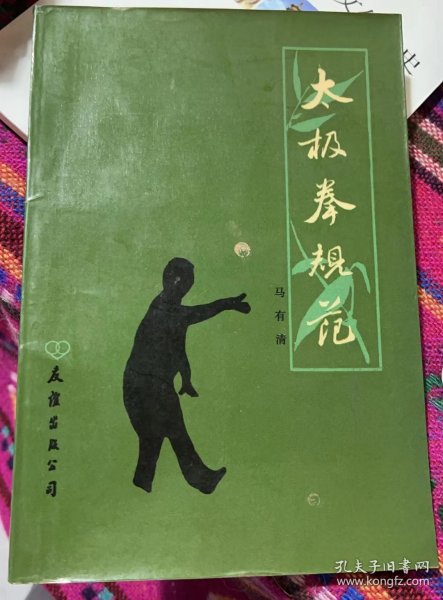 太极拳规范
马有清
友谊出版公司
史
孔夫子旧书网
kongfz.com